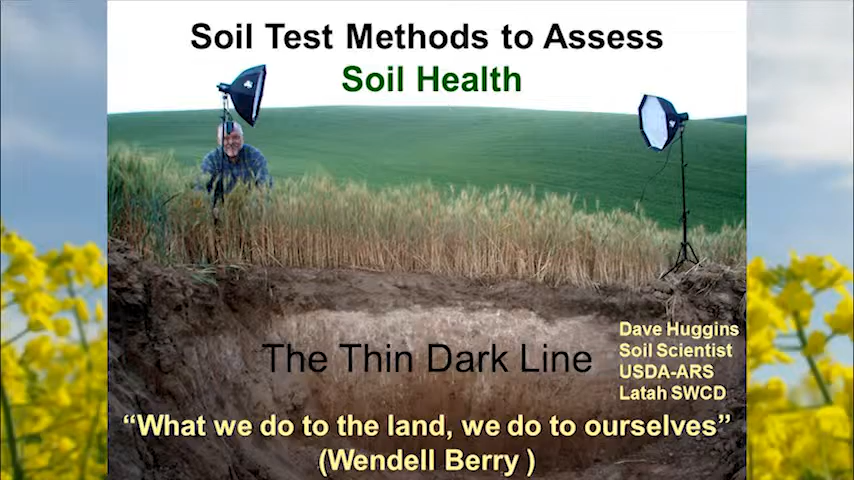 Soil Test Methods to Assess
Soil Health
The Thin Dark Line
Dave Huggins
Soil Scientist
USDA-ARS
Latah SWCD
“What we do to the land, we do to ourselves”
(Wendell Berry )